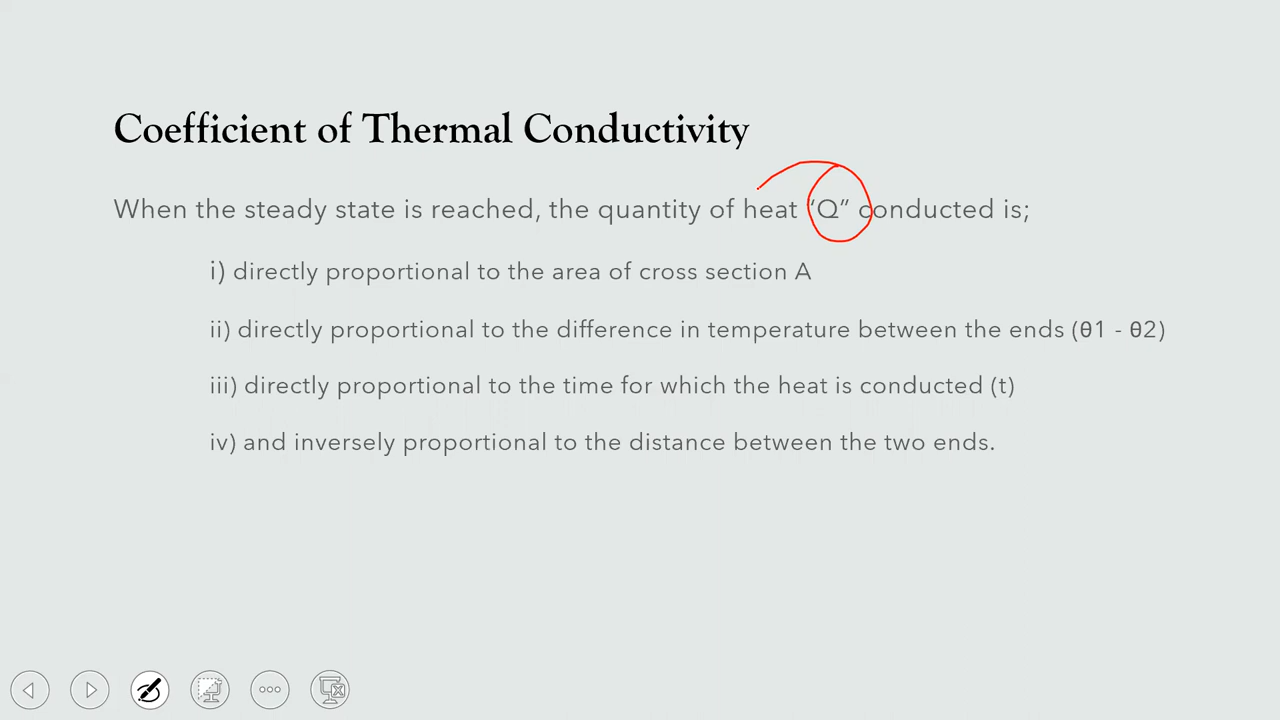 Coefficient of Thermal Conductivity
When the steady state is reached, the quantity of heat “Q” conducted is;
i) directly proportional to the area of cross section A
ii) directly proportional to the difference in temperature between the ends (θ1 - θ2)
iii) directly proportional to the time for which the heat is conducted (t)
iv) and inversely proportional to the distance between the two ends.